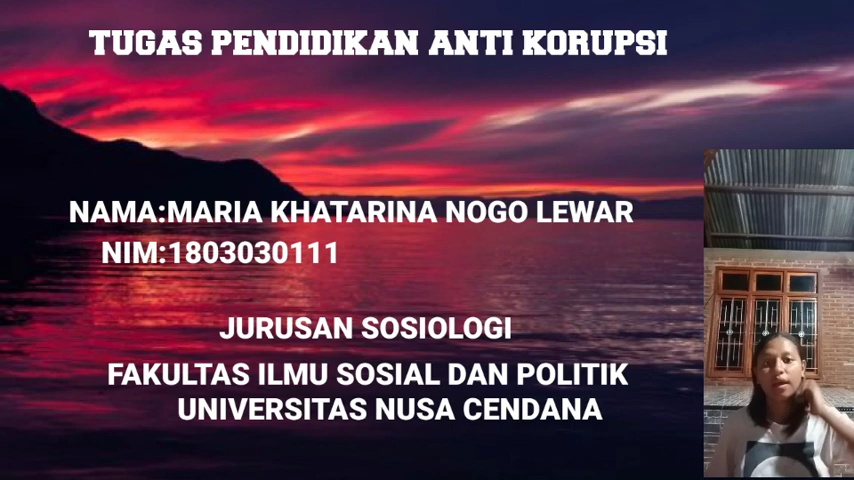 TUGAS PENDIDIKAN ANTI KORUPSI
NAMA:MARIA KHATARINA NOGO LEWAR
NIM:1803030111
JURUSAN SOSIOLOGI
FAKULTAS ILMU SOSIAL DAN POLITIK
UNIVERSITAS NUSA CENDANA